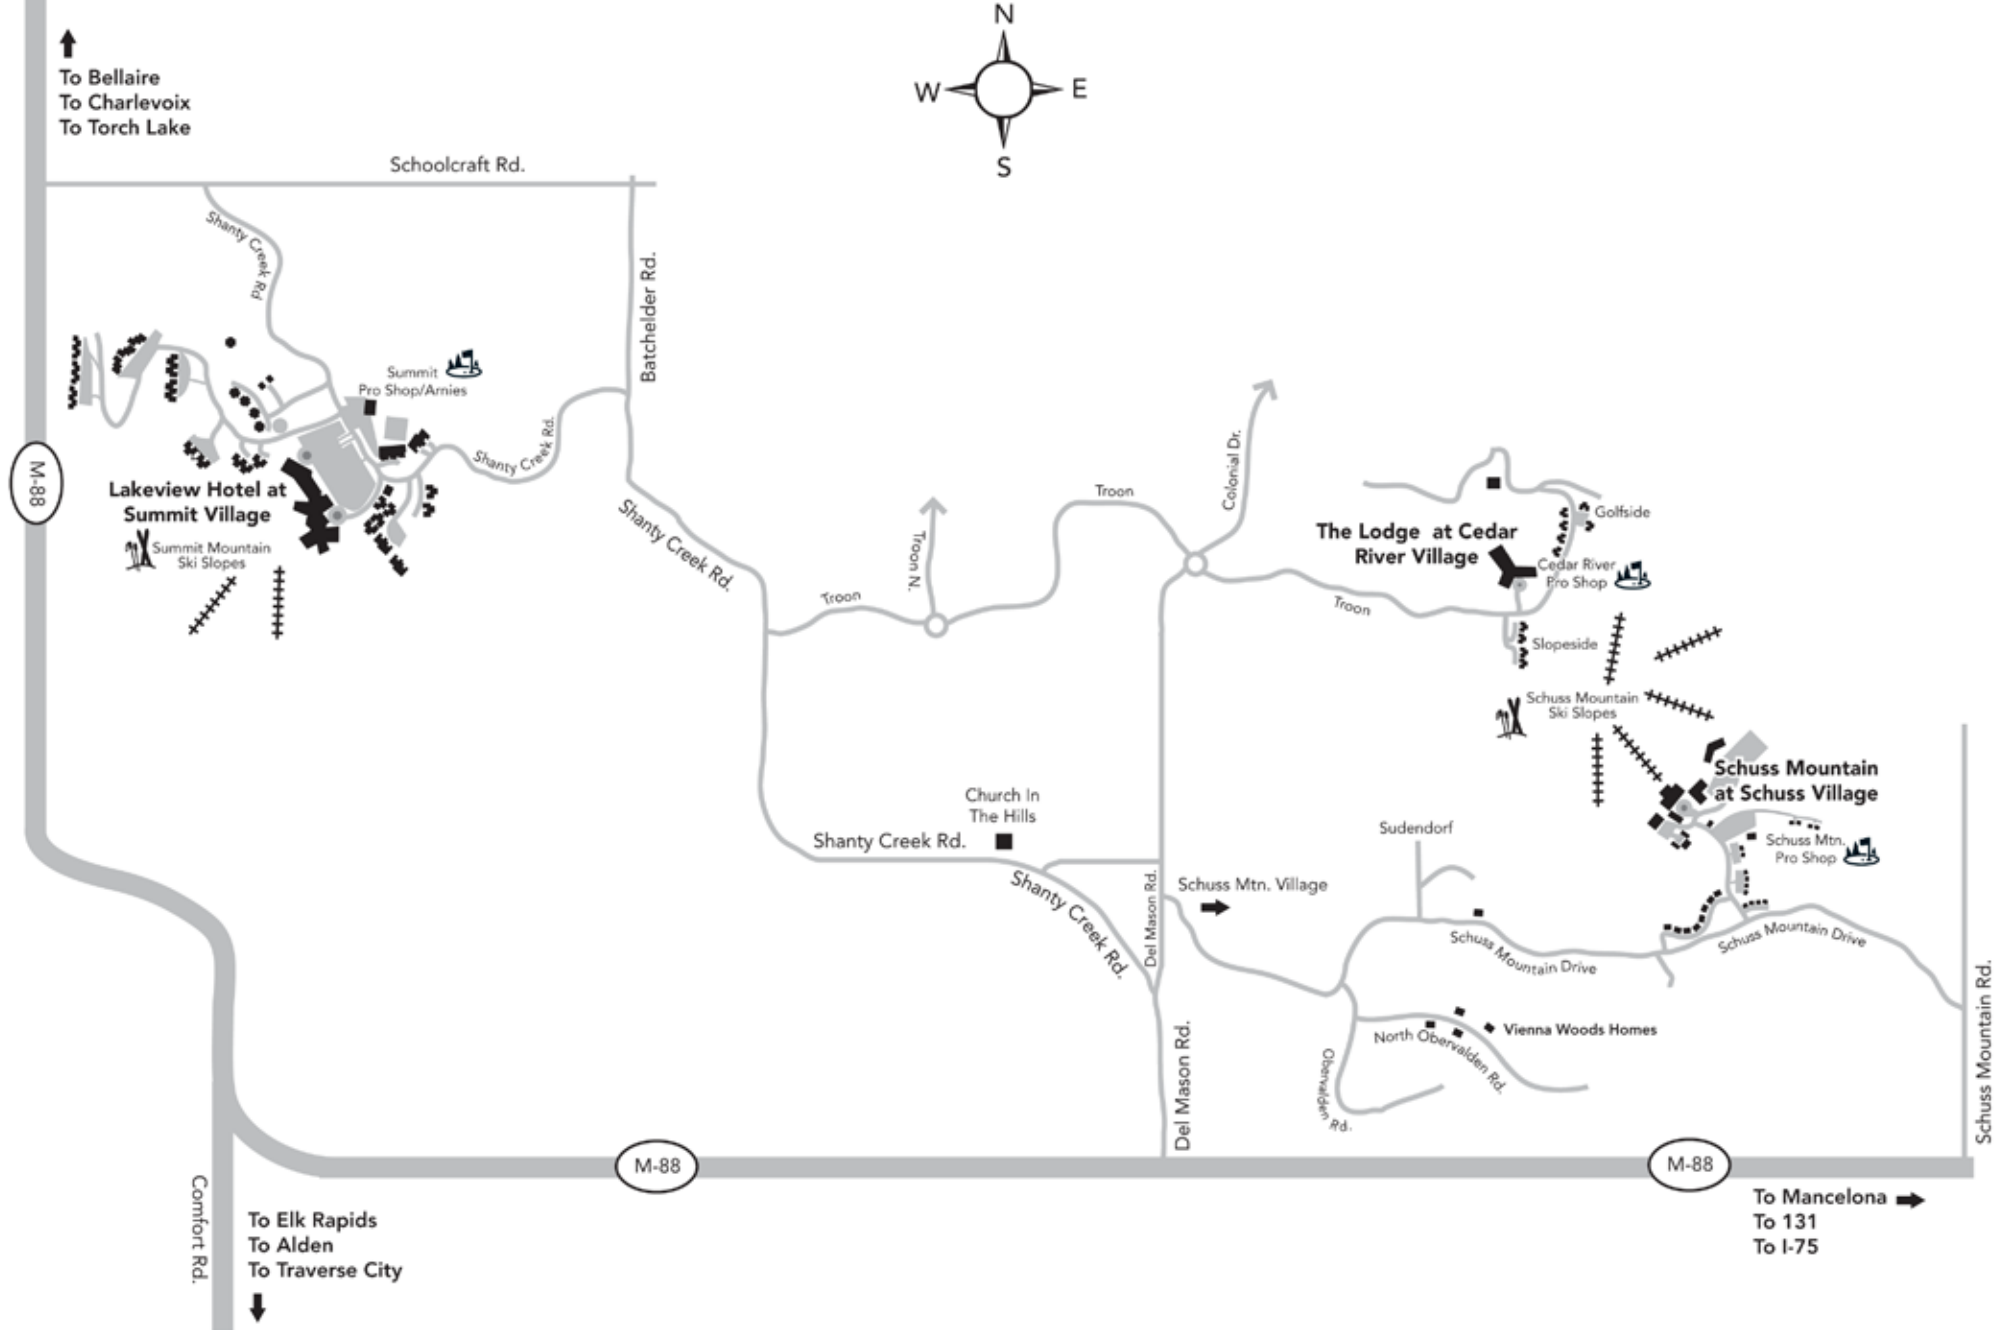 N
W
E
S
To Bellaire
To Charlevoix
To Torch Lake
Schoolcraft Rd.
Shanty Creek Rd
Batchelder Rd.
Summit
Pro Shop/Arnies
Shanty Creek Rd.
M-88
Lakeview Hotel at
Summit Village
Summit Mountain
Ski Slopes
Shanty Creek Rd.
Troon
Troon N.
Troon
Colonial Dr.
Troon
The Lodge at Cedar
River Village
Golfside
Cedar River
Pro Shop
Slopeside
Schuss Mountain
Ski Slopes
Schuss Mountain
at Schuss Village
Schuss Mtn.
Pro Shop
Church In
The Hills
Shanty Creek Rd.
Shanty Creek Rd.
Del Mason Rd.
Schuss Mtn. Village
Sudendorf
Schuss Mountain Drive
Schuss Mountain Drive
Vienna Woods Homes
North Obervalden Rd.
Obervalden Rd.
Del Mason Rd.
Schuss Mountain Rd.
M-88
M-88
Comfort Rd.
To Elk Rapids
To Alden
To Traverse City
To Mancelona
To 131
To I-75